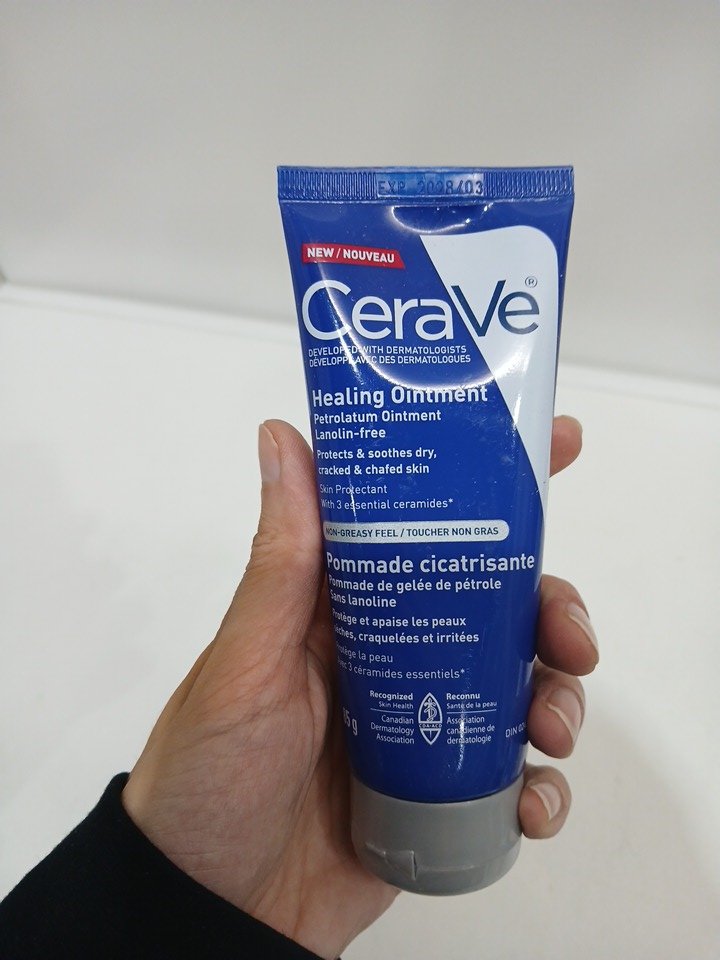 EXP 2028/03
NEW / NOUVEAU
CeraVe®
DEVELOPED WITH DERMATOLOGISTS
DÉVELOPPÉ AVEC DES DERMATOLOGUES
Healing Ointment
Petrolatum Ointment
Lanolin-free
Protects & soothes dry,
cracked & chafed skin
Skin Protectant
With 3 essential ceramides*
NON-GREASY FEEL / TOUCHER NON GRAS
Pommade cicatrisante
Pommade de gelée de pétrole
Sans lanoline
Protège et apaise les peaux
sèches, craquelées et irritées
Protège la peau
Avec 3 céramides essentiels*
Recognized
Skin Health
Canadian
Dermatology
Association
CDA-ACD
Reconnu
Santé de la peau
Association
canadienne de
dermatologie
85 g
DIN